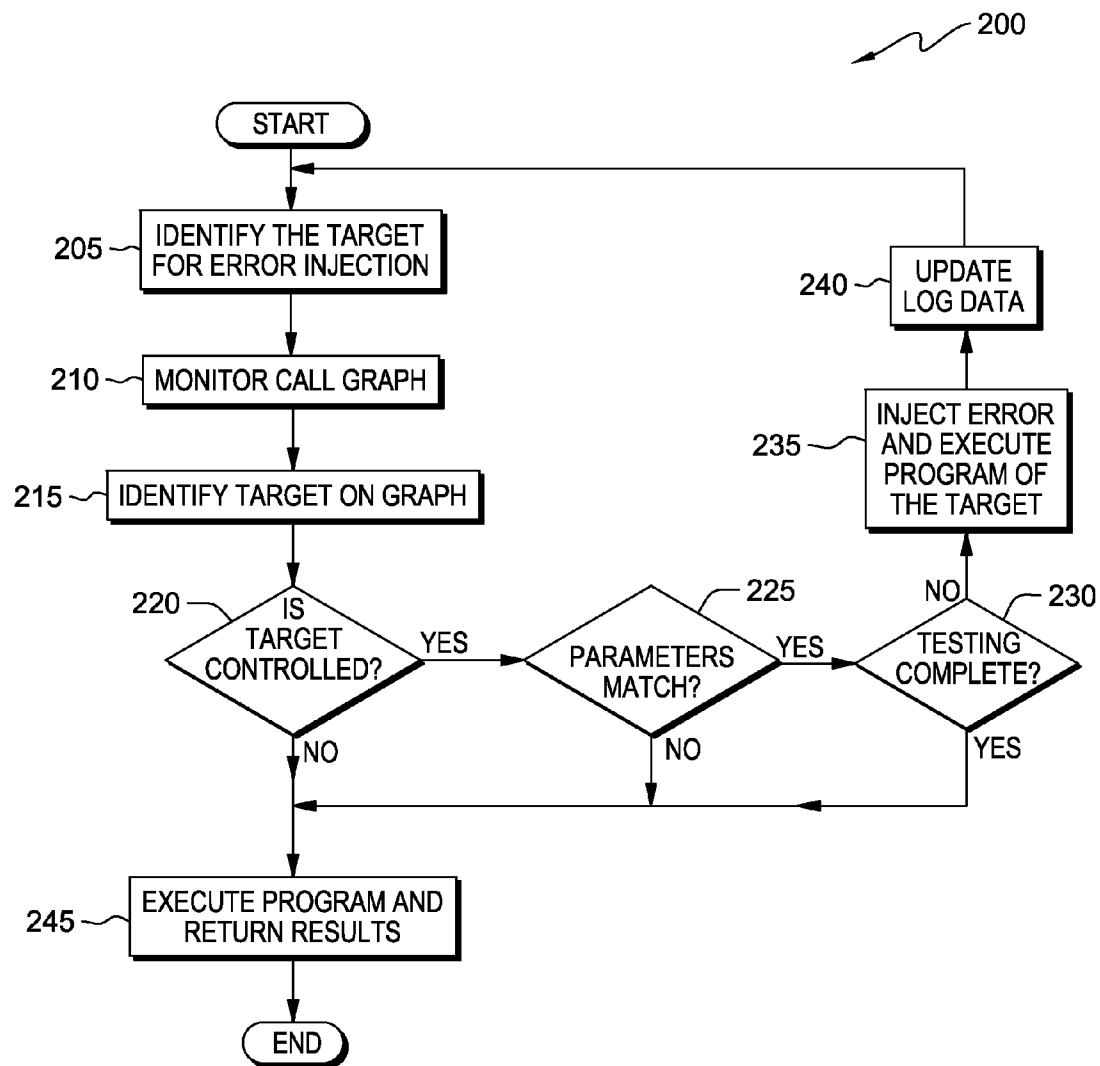 200
START
205
IDENTIFY THE TARGET
FOR ERROR INJECTION
240
UPDATE
LOG DATA
210
MONITOR CALL GRAPH
235
INJECT ERROR
AND EXECUTE
PROGRAM OF
THE TARGET
215
IDENTIFY TARGET ON GRAPH
220
IS
TARGET
CONTROLLED?
YES
NO
225
PARAMETERS
MATCH?
YES
NO
230
TESTING
COMPLETE?
NO
YES
245
EXECUTE PROGRAM AND
RETURN RESULTS
END